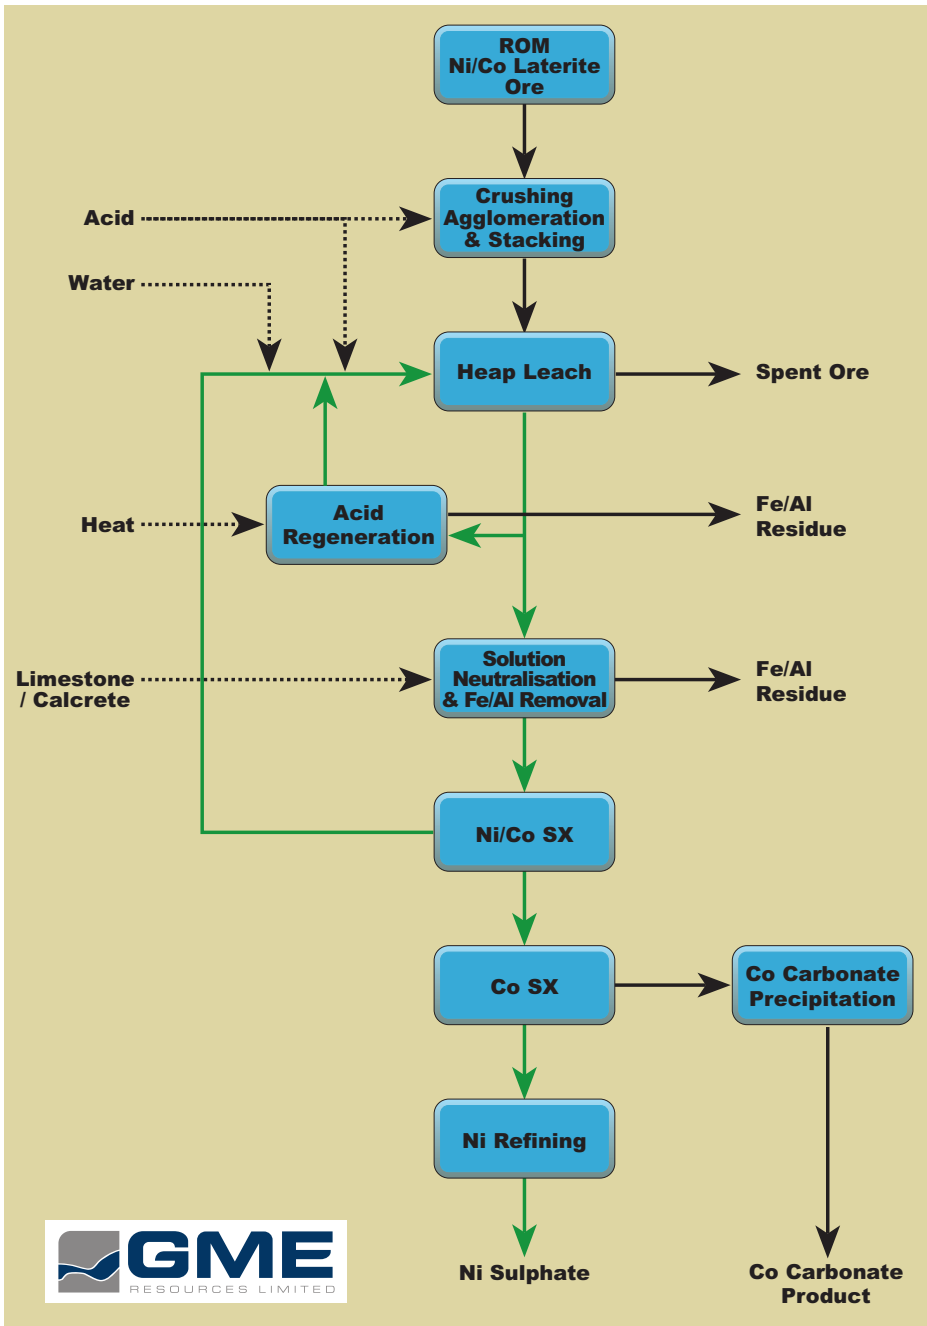 ROM
Ni/Co Laterite
Ore
Crushing
Agglomeration
& Stacking
Acid
Water
Heap Leach
Spent Ore
Acid
Regeneration
Heat
Fe/Al
Residue
Solution
Neutralisation
& Fe/Al Removal
Limestone
/ Calcrete
Fe/Al
Residue
Ni/Co SX
Co SX
Co Carbonate
Precipitation
Ni Refining
Ni Sulphate
Co Carbonate
Product
GME
RESOURCES LIMITED